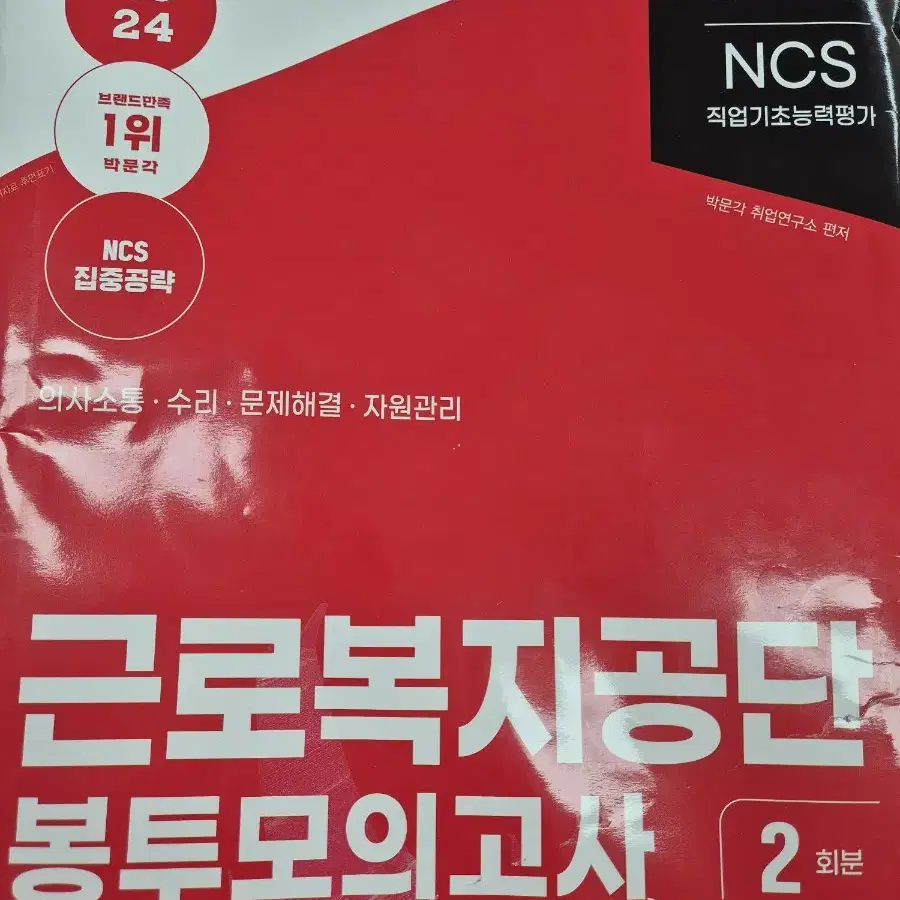 24
브랜드만족
1위
박문각
NCS
집중공략
NCS
직업기초능력평가
박문각 취업연구소 편저
의사소통·수리·문제해결·자원관리
근로복지공단
봉투모의고사
2회분